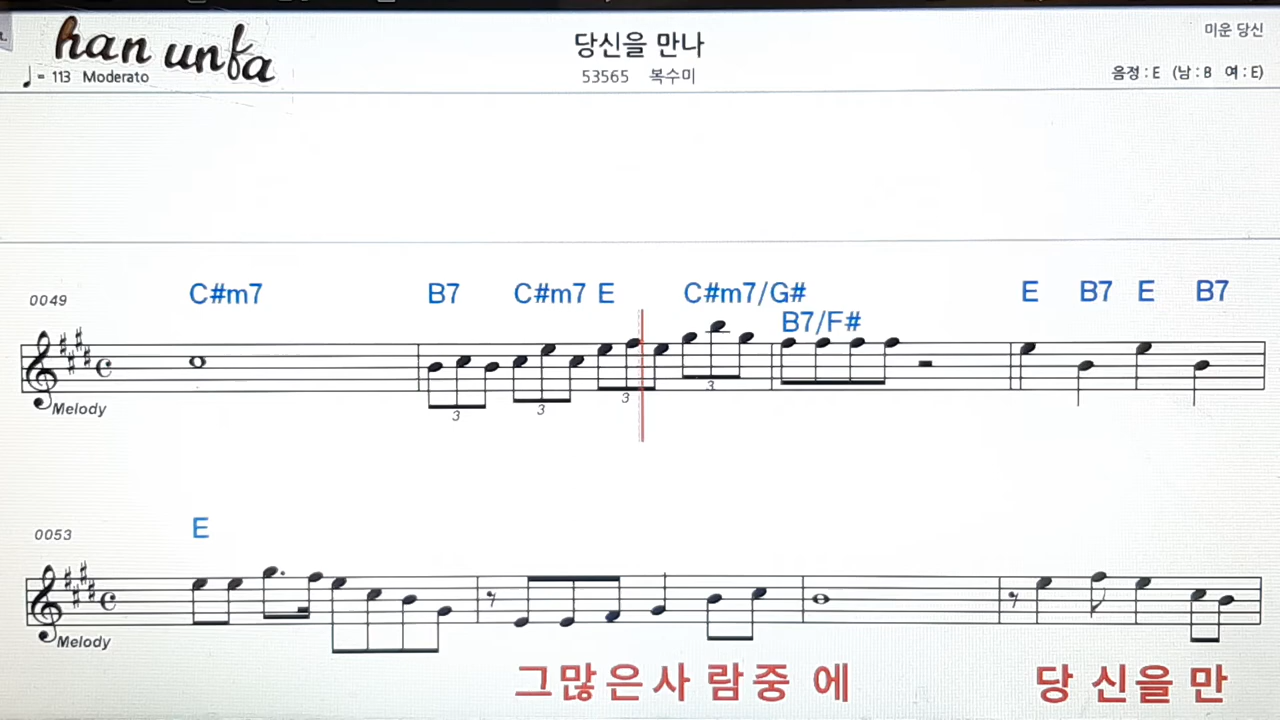 han unfa
당신을 만나
미운 당신
♩= 113 Moderato
53565 복수미
음정 : E (남 : B 여 : E)
0049
C#m7 B7 C#m7 E C#m7/G# B7/F# E B7 E B7
3 3 3 3
Melody
0053
E
Melody
그많은사 람중 에 당 신을 만